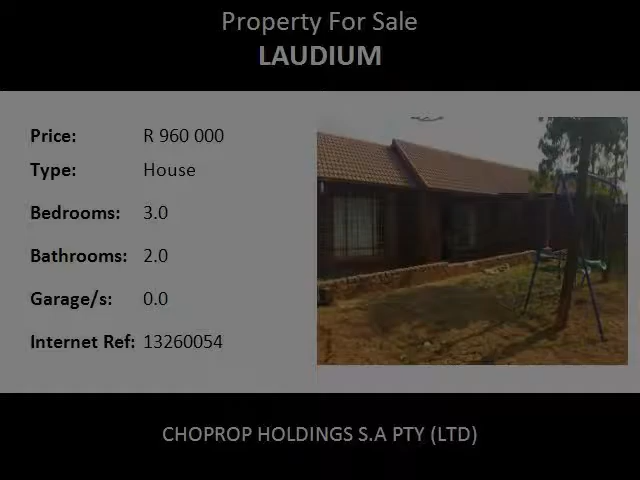 Property For Sale
LAUDIUM
Price: R 960 000
Type: House
Bedrooms: 3.0
Bathrooms: 2.0
Garage/s: 0.0
Internet Ref: 13260054
CHOPROP HOLDINGS S.A PTY (LTD)